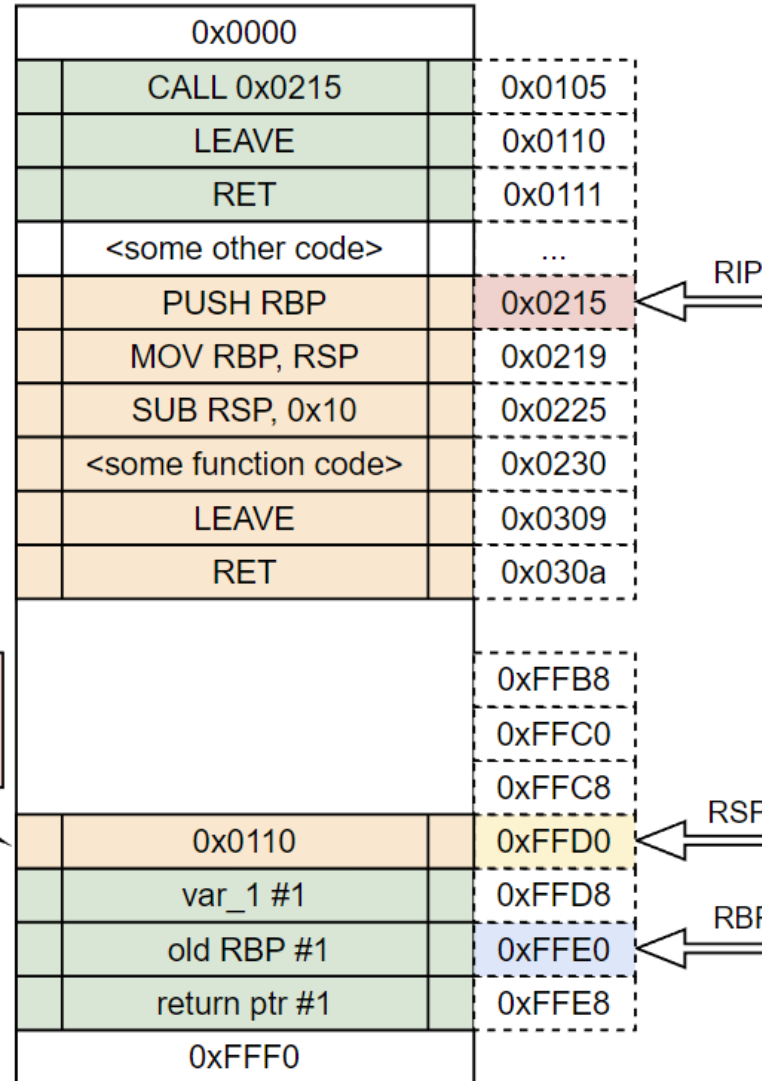 0x0000
CALL 0x0215 0x0105
LEAVE 0x0110
RET 0x0111
<some other code> ...
PUSH RBP 0x0215 RIP
MOV RBP, RSP 0x0219
SUB RSP, 0x10 0x0225
<some function code> 0x0230
LEAVE 0x0309
RET 0x030a
0xFFB8
0xFFC0
0xFFC8
0x0110 0xFFD0 RSP
var_1 #1 0xFFD8
old RBP #1 0xFFE0 RBP
return ptr #1 0xFFE8
0xFFF0